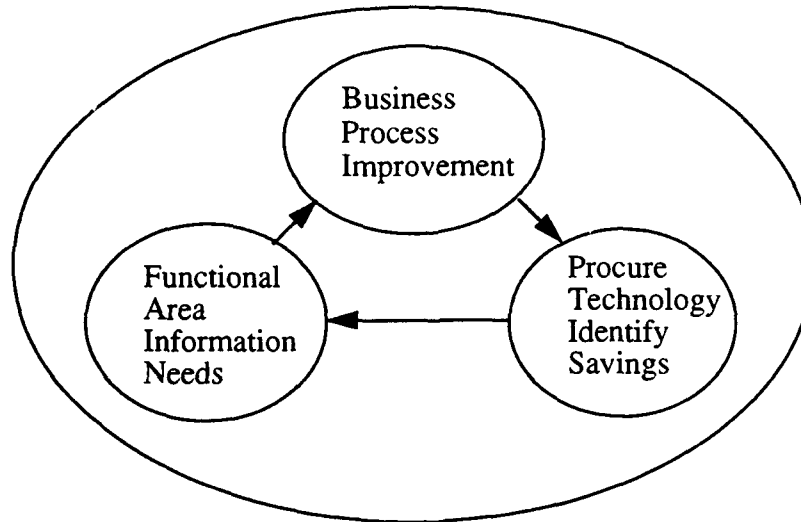 Business
Process
Improvement
Functional
Area
Information
Needs
Procure
Technology
Identify
Savings